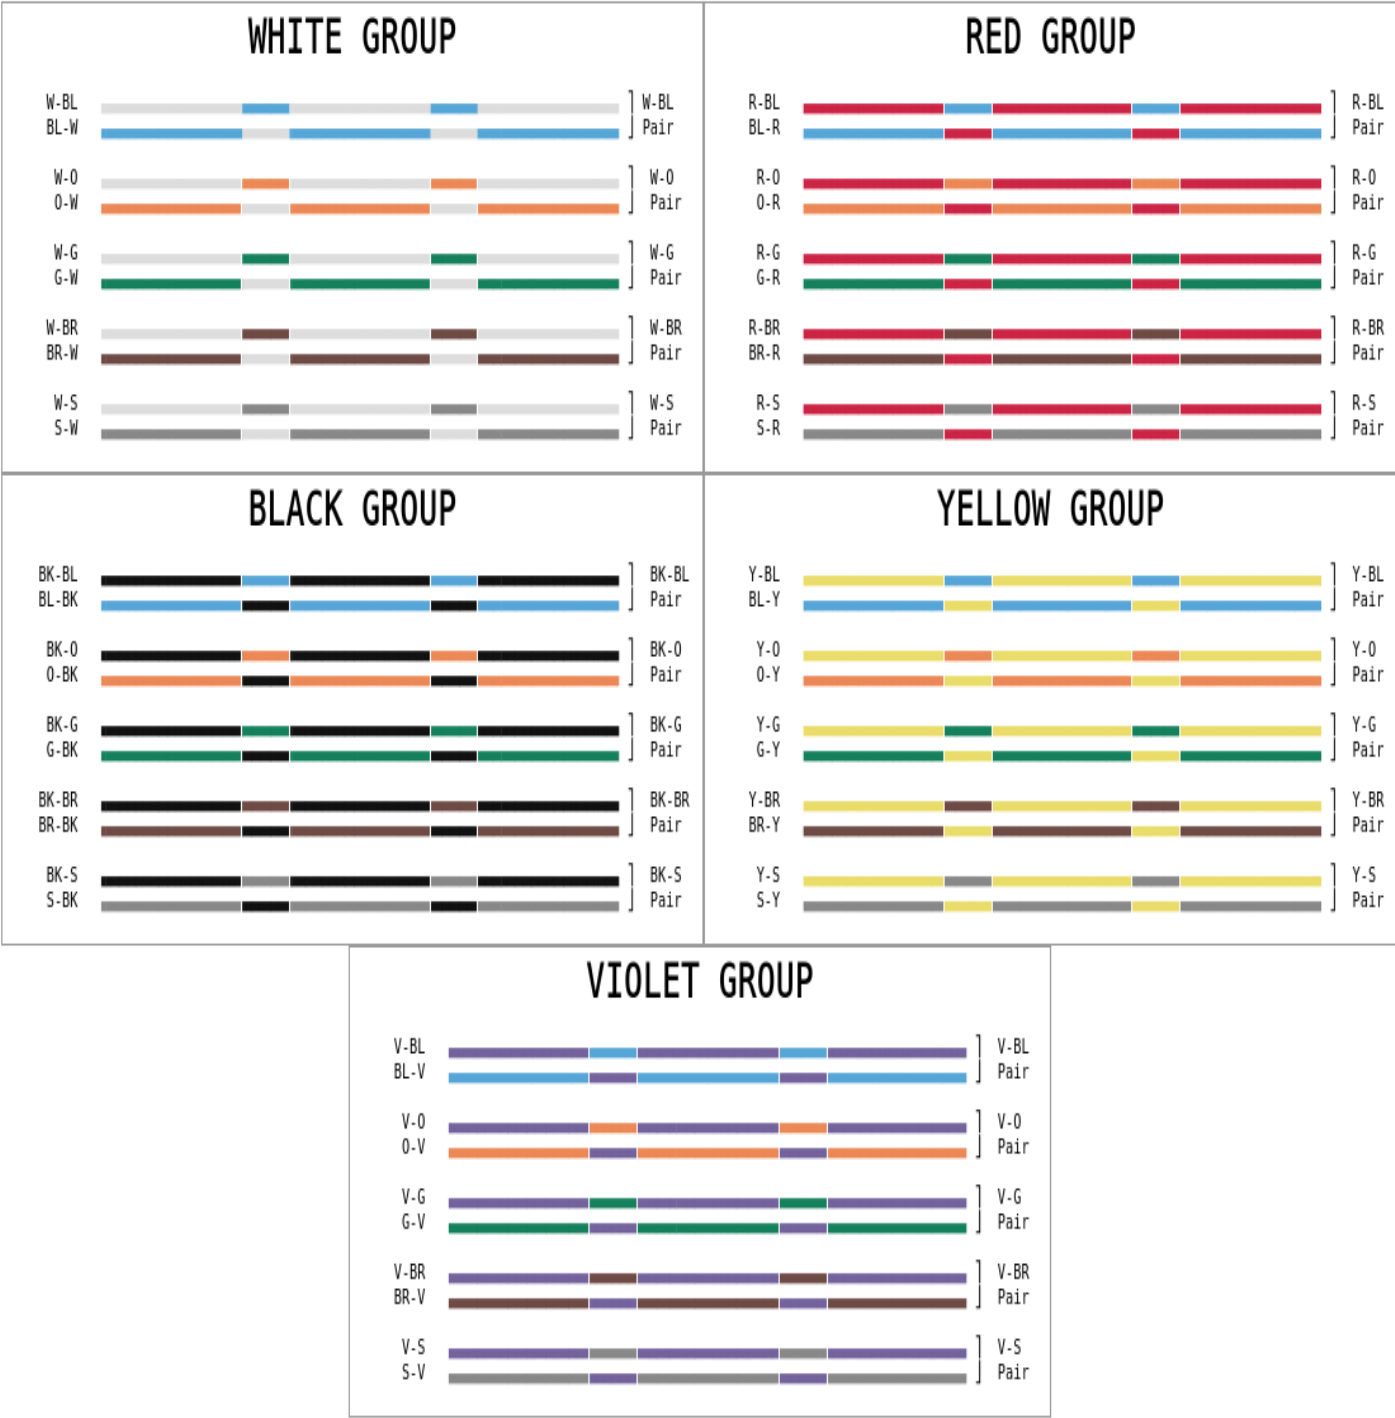 WHITE GROUP
W-BL W-BL
BL-W Pair
W-O W-O
O-W Pair
W-G W-G
G-W Pair
W-BR W-BR
BR-W Pair
W-S W-S
S-W Pair
RED GROUP
R-BL R-BL
BL-R Pair
R-O R-O
O-R Pair
R-G R-G
G-R Pair
R-BR R-BR
BR-R Pair
R-S R-S
S-R Pair
BLACK GROUP
BK-BL BK-BL
BL-BK Pair
BK-O BK-O
O-BK Pair
BK-G BK-G
G-BK Pair
BK-BR BK-BR
BR-BK Pair
BK-S BK-S
S-BK Pair
YELLOW GROUP
Y-BL Y-BL
BL-Y Pair
Y-O Y-O
O-Y Pair
Y-G Y-G
G-Y Pair
Y-BR Y-BR
BR-Y Pair
Y-S Y-S
S-Y Pair
VIOLET GROUP
V-BL V-BL
BL-V Pair
V-O V-O
O-V Pair
V-G V-G
G-V Pair
V-BR V-BR
BR-V Pair
V-S V-S
S-V Pair